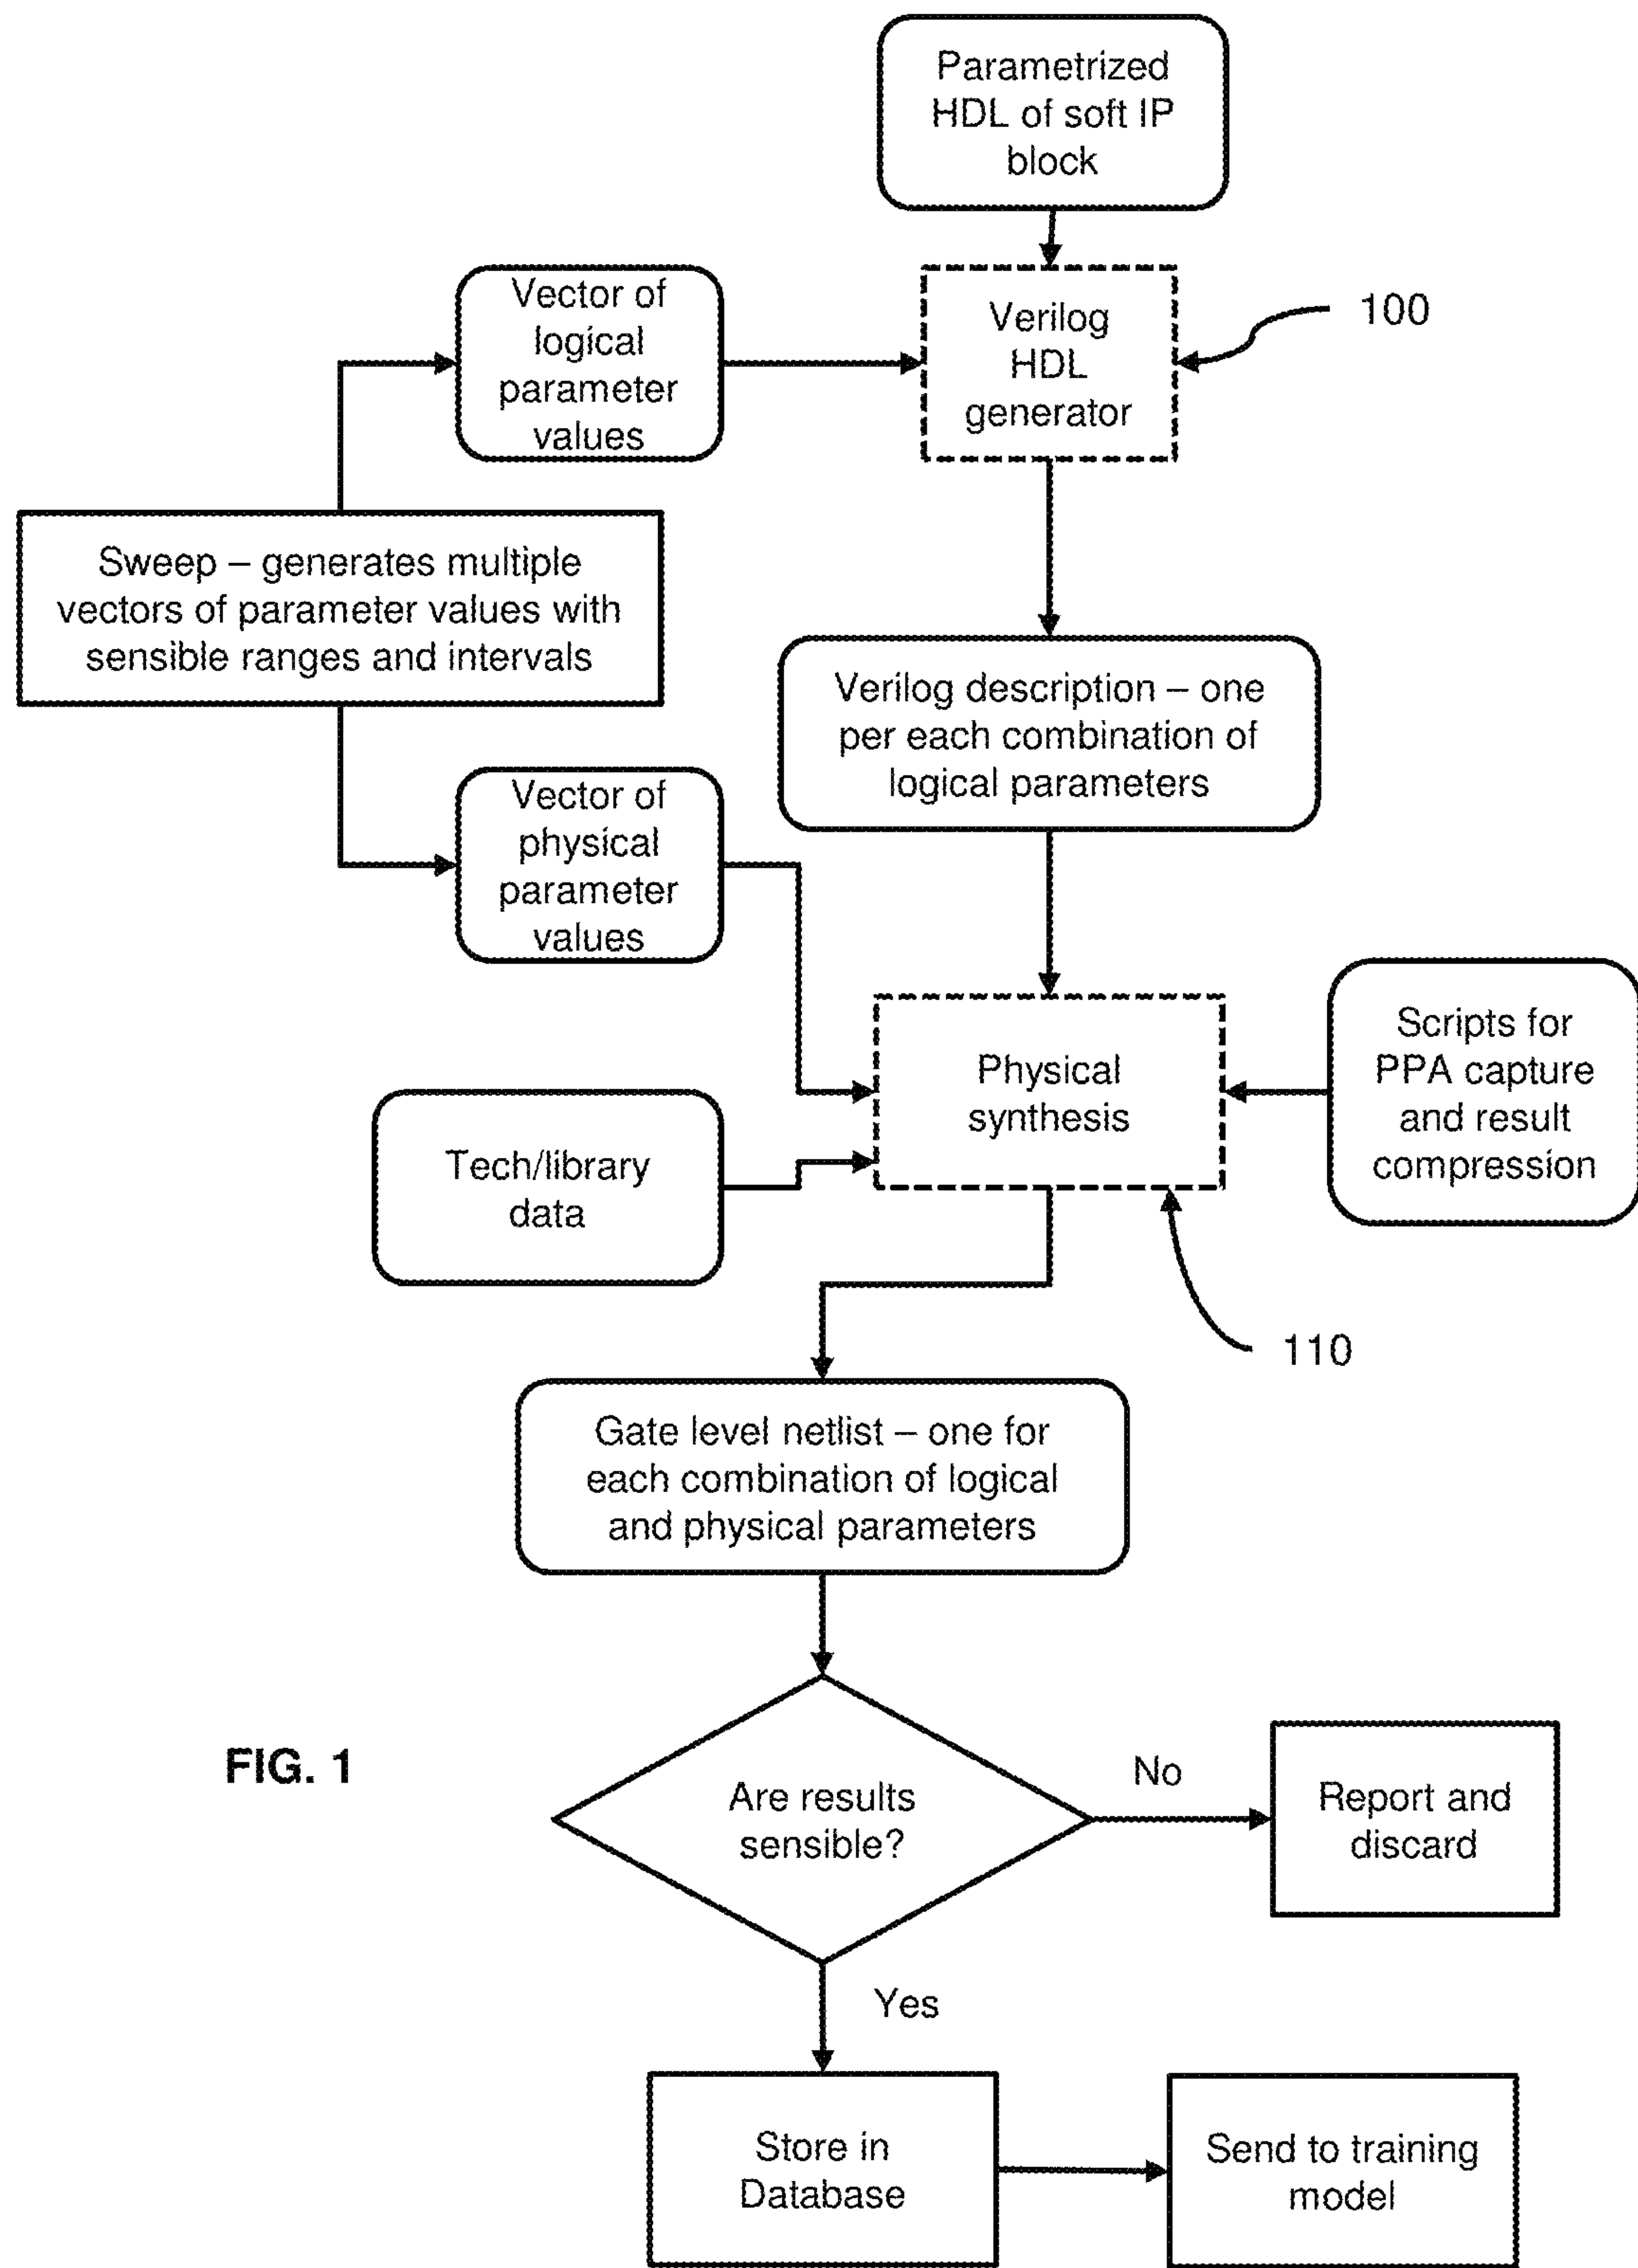 Parametrized
HDL of soft IP
block
Vector of
logical
parameter
values
Verilog
HDL
generator
100
Sweep – generates multiple
vectors of parameter values with
sensible ranges and intervals
Verilog description – one
per each combination of
logical parameters
Vector of
physical
parameter
values
Physical
synthesis
Scripts for
PPA capture
and result
compression
Tech/library
data
110
Gate level netlist – one for
each combination of logical
and physical parameters
FIG. 1
Are results
sensible?
No
Report and
discard
Yes
Store in
Database
Send to training
model